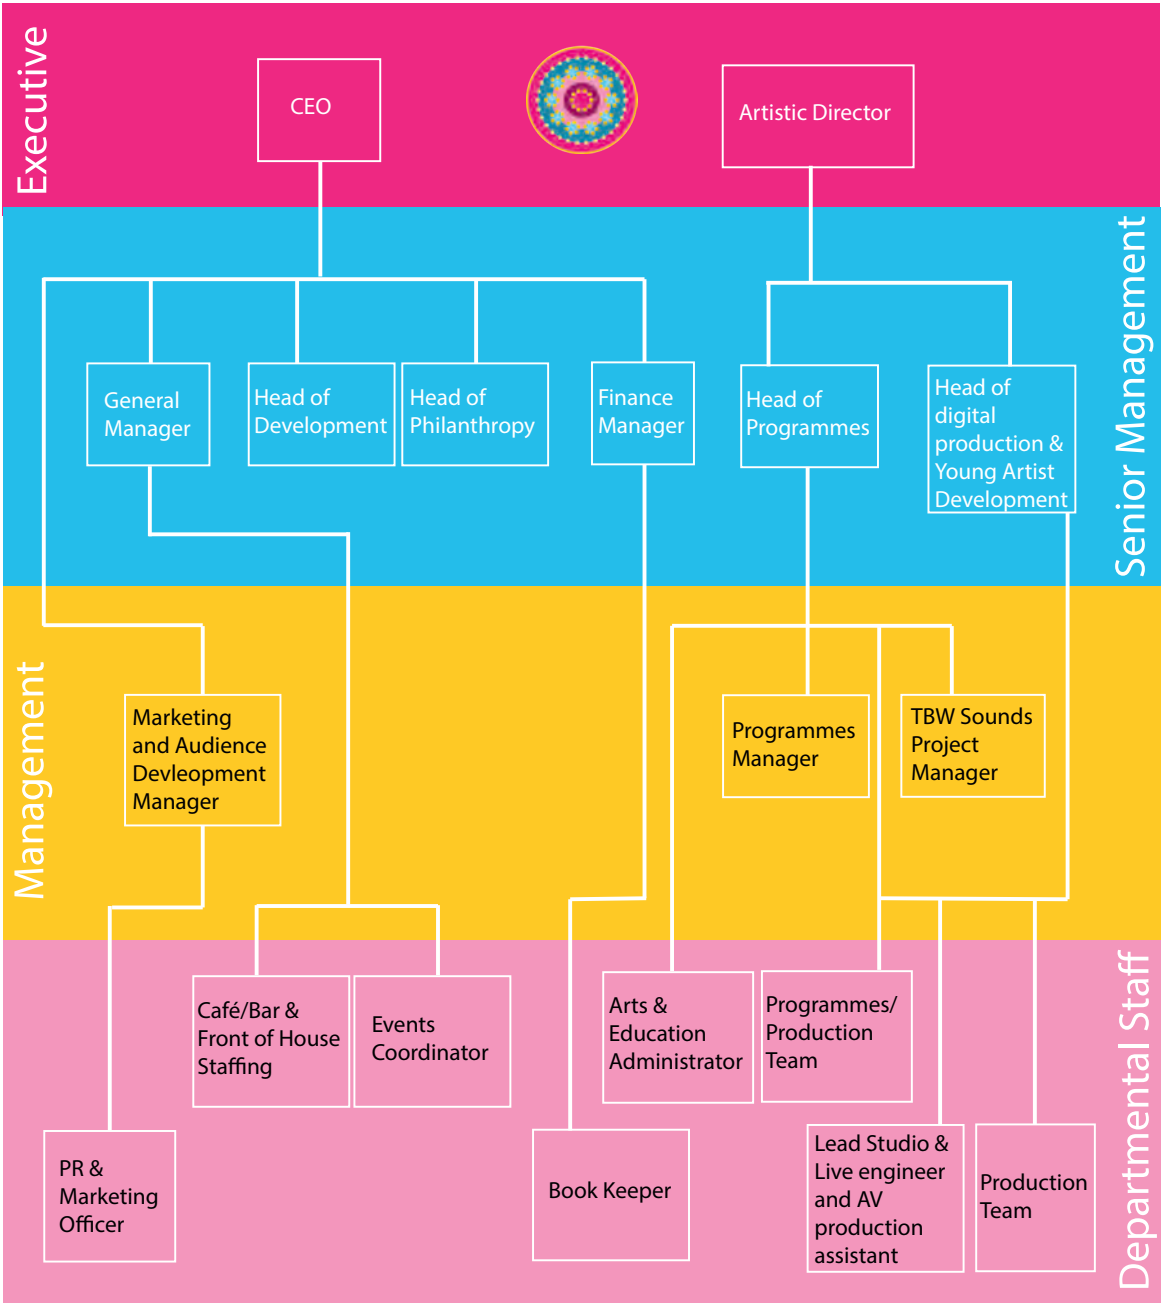 Executive
CEO
Artistic Director
Senior Management
General
Manager
Head of
Development
Head of
Philanthropy
Finance
Manager
Head of
Programmes
Head of
digital
production &
Young Artist
Development
Management
Marketing
and Audience
Devleopment
Manager
Programmes
Manager
TBW Sounds
Project
Manager
Departmental Staff
Café/Bar &
Front of House
Staffing
Events
Coordinator
Arts &
Education
Administrator
Programmes/
Production
Team
PR &
Marketing
Officer
Book Keeper
Lead Studio &
Live engineer
and AV
production
assistant
Production
Team